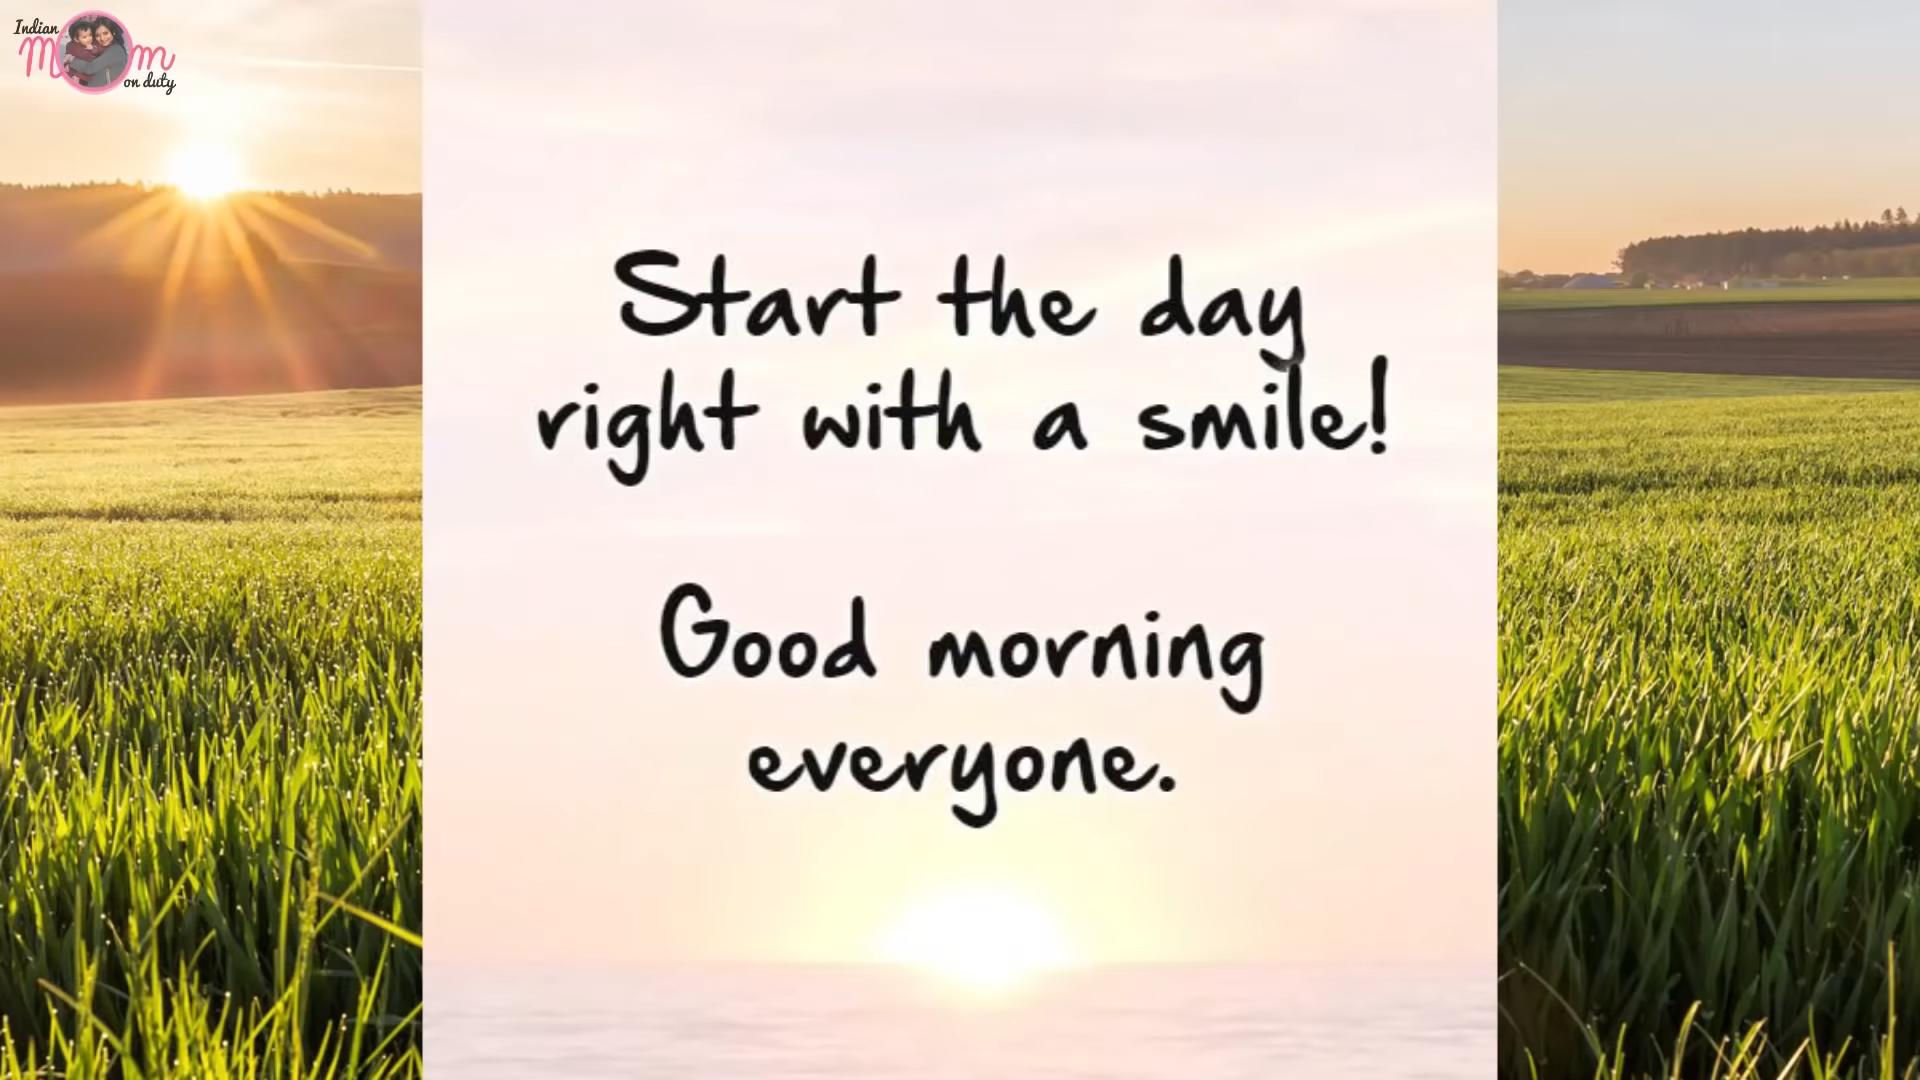 Indian
Mom
on duty
Start the day
right with a smile!
Good morning
everyone.